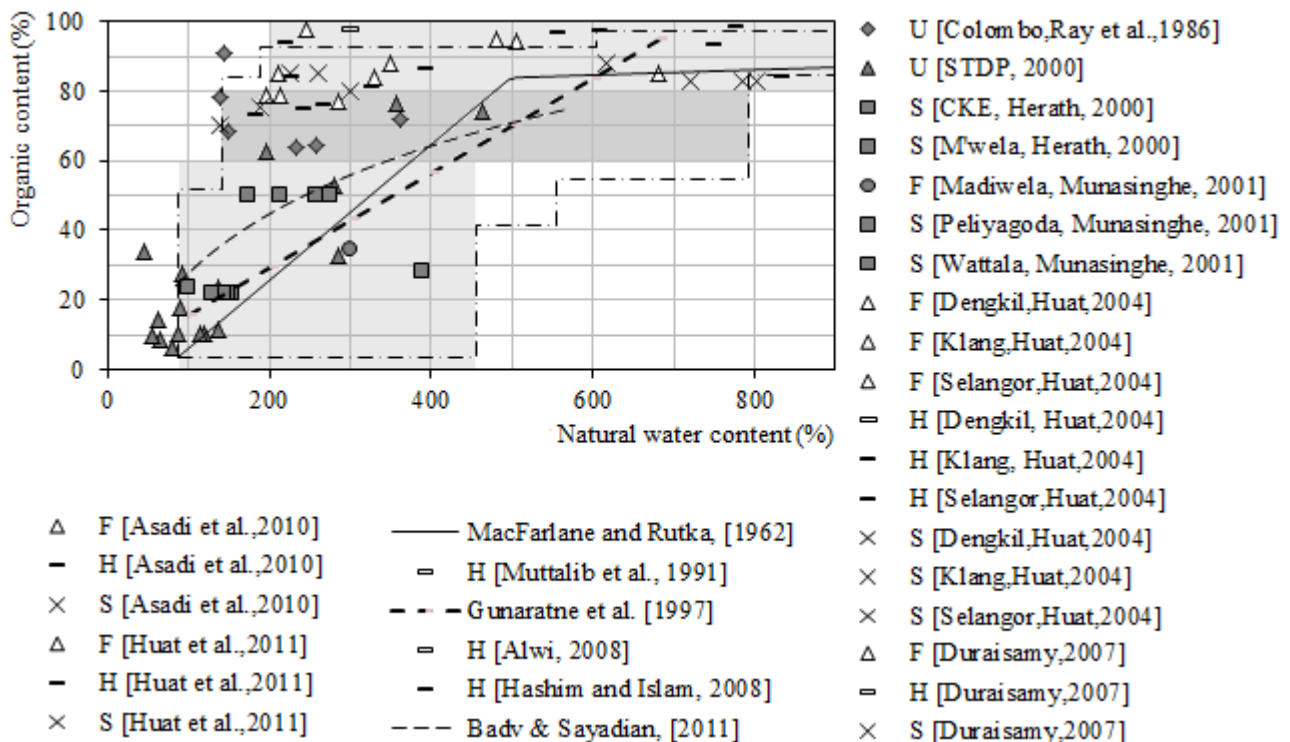 Organic content (%)
100
80
60
40
20
0
0
200
400
600
800
Natural water content (%)
U [Colombo,Ray et al.,1986]
U [STDP, 2000]
S [CKE, Herath, 2000]
S [M'wela, Herath, 2000]
F [Madiwela, Munasinghe, 2001]
S [Peliyagoda, Munasinghe, 2001]
S [Wattala, Munasinghe, 2001]
F [Dengkil,Huat,2004]
F [Klang,Huat,2004]
F [Selangor,Huat,2004]
H [Dengkil, Huat,2004]
H [Klang, Huat,2004]
H [Selangor,Huat,2004]
S [Dengkil,Huat,2004]
S [Klang,Huat,2004]
S [Selangor,Huat,2004]
F [Duraisamy,2007]
H [Duraisamy,2007]
S [Duraisamy,2007]
F [Asadi et al.,2010]
H [Asadi et al.,2010]
S [Asadi et al.,2010]
F [Huat et al.,2011]
H [Huat et al.,2011]
S [Huat et al.,2011]
MacFarlane and Rutka, [1962]
H [Muttalib et al., 1991]
Gunaratne et al. [1997]
H [Alwi, 2008]
H [Hashim and Islam, 2008]
Badv & Sayadian, [2011]